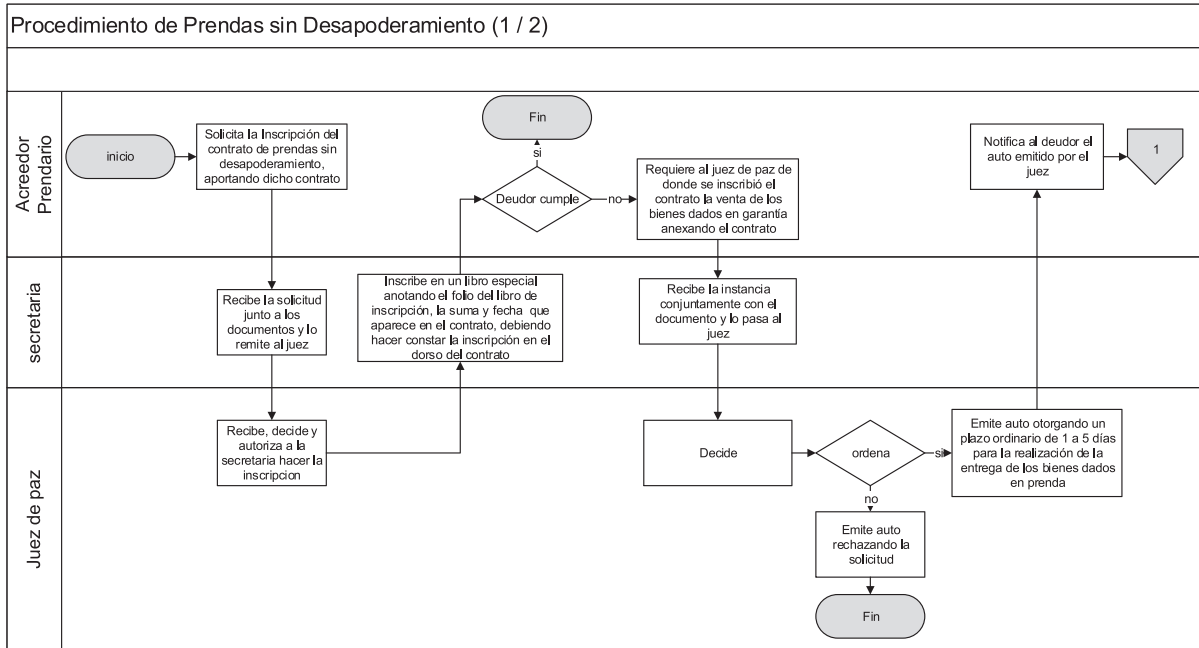 Procedimiento de Prendas sin Desapoderamiento (1 / 2)
Acreedor
Prendario
inicio
Solicita la Inscripción del
contrato de prendas sin
desapoderamiento,
aportando dicho contrato
Fin
si
Deudor cumple
no
Requiere al juez de paz de
donde se inscribió el
contrato la venta de los
bienes dados en garantía
anexando el contrato
Notifica al deudor el
auto emitido por el
juez
1
secretaria
Recibe la solicitud
junto a los
documentos y lo
remite al juez
Inscribe en un libro especial
anotando el folio del libro de
inscripción, la suma y fecha que
aparece en el contrato, debiendo
hacer constar la inscripción en el
dorso del contrato
Recibe la instancia
conjuntamente con el
documento y lo pasa al
juez
Juez de paz
Recibe, decide y
autoriza a la
secretaria hacer la
inscripcion
Decide
ordena
si
no
Emite auto otorgando un
plazo ordinario de 1 a 5 días
para la realización de la
entrega de los bienes dados
en prenda
Emite auto
rechazando la
solicitud
Fin